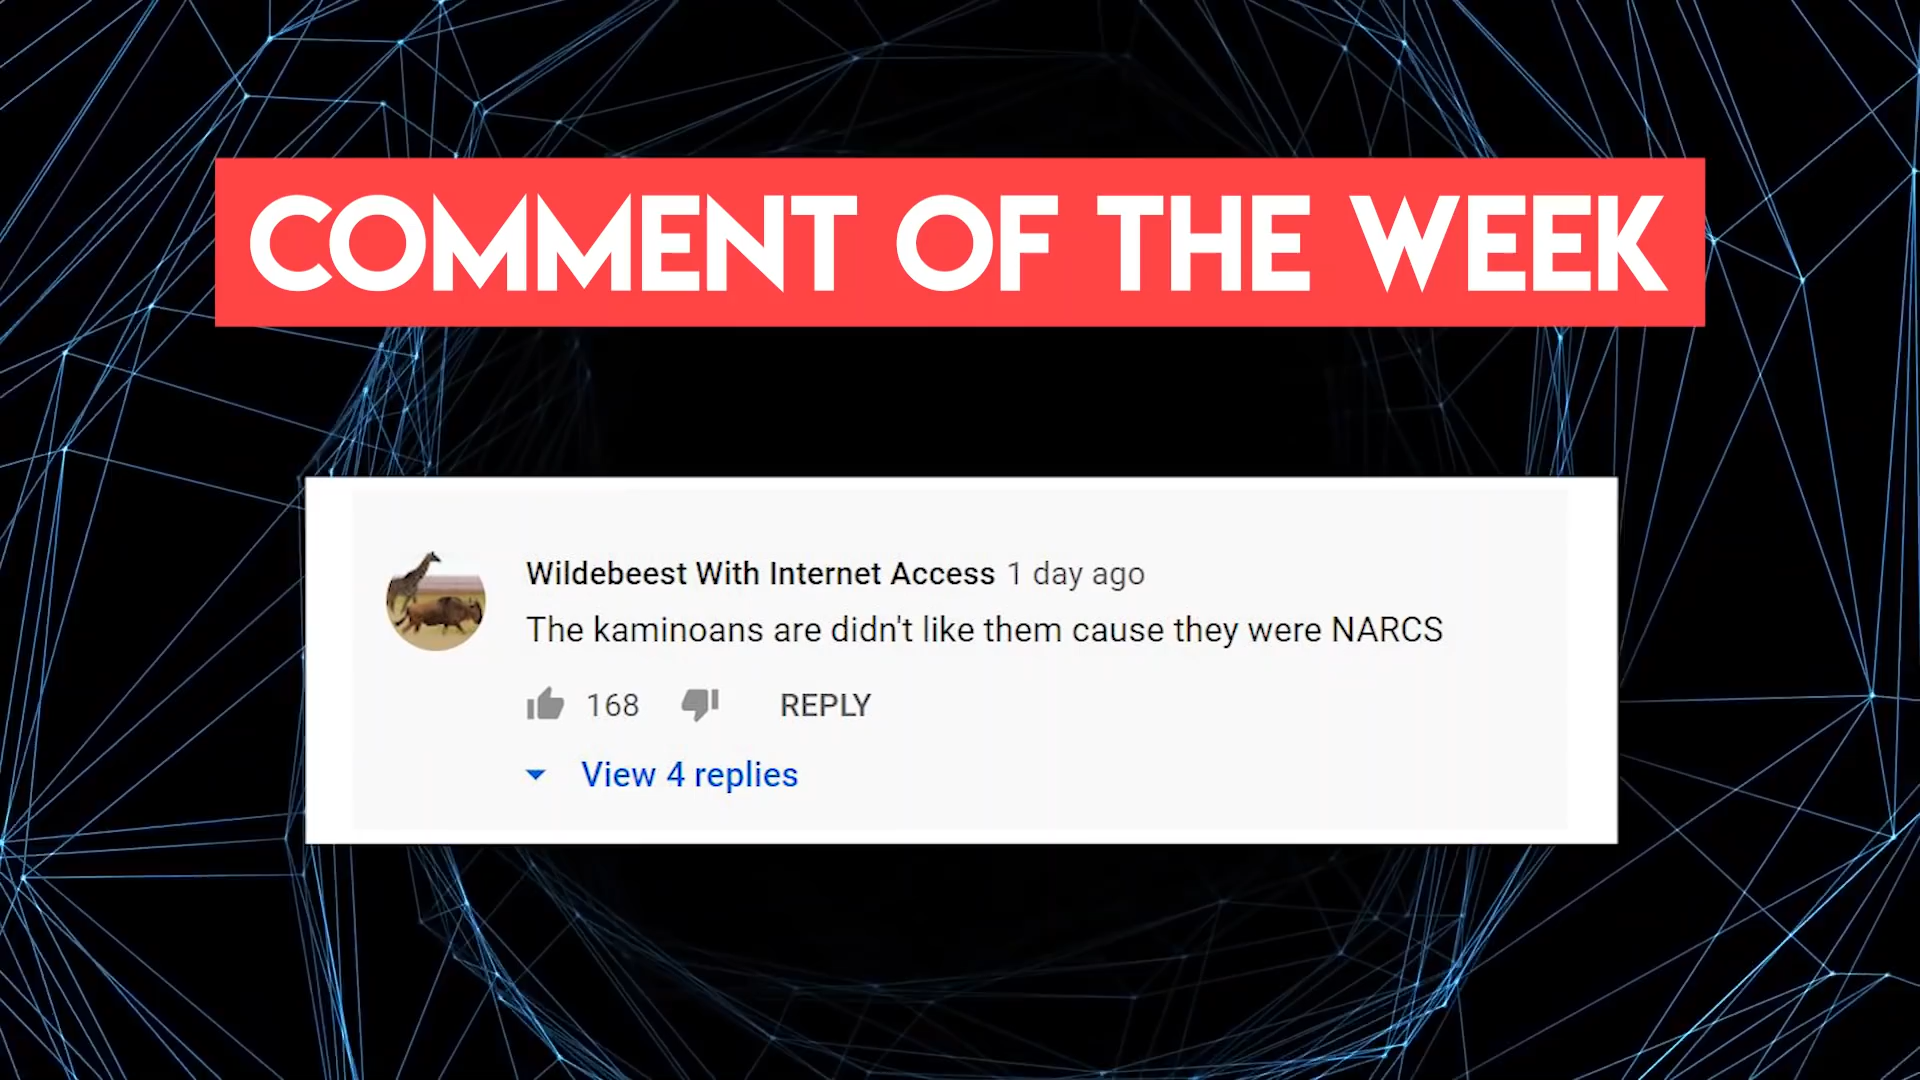 COMMENT OF THE WEEK
Wildebeest With Internet Access 1 day ago
The kaminoans are didn't like them cause they were NARCS
168 REPLY
View 4 replies